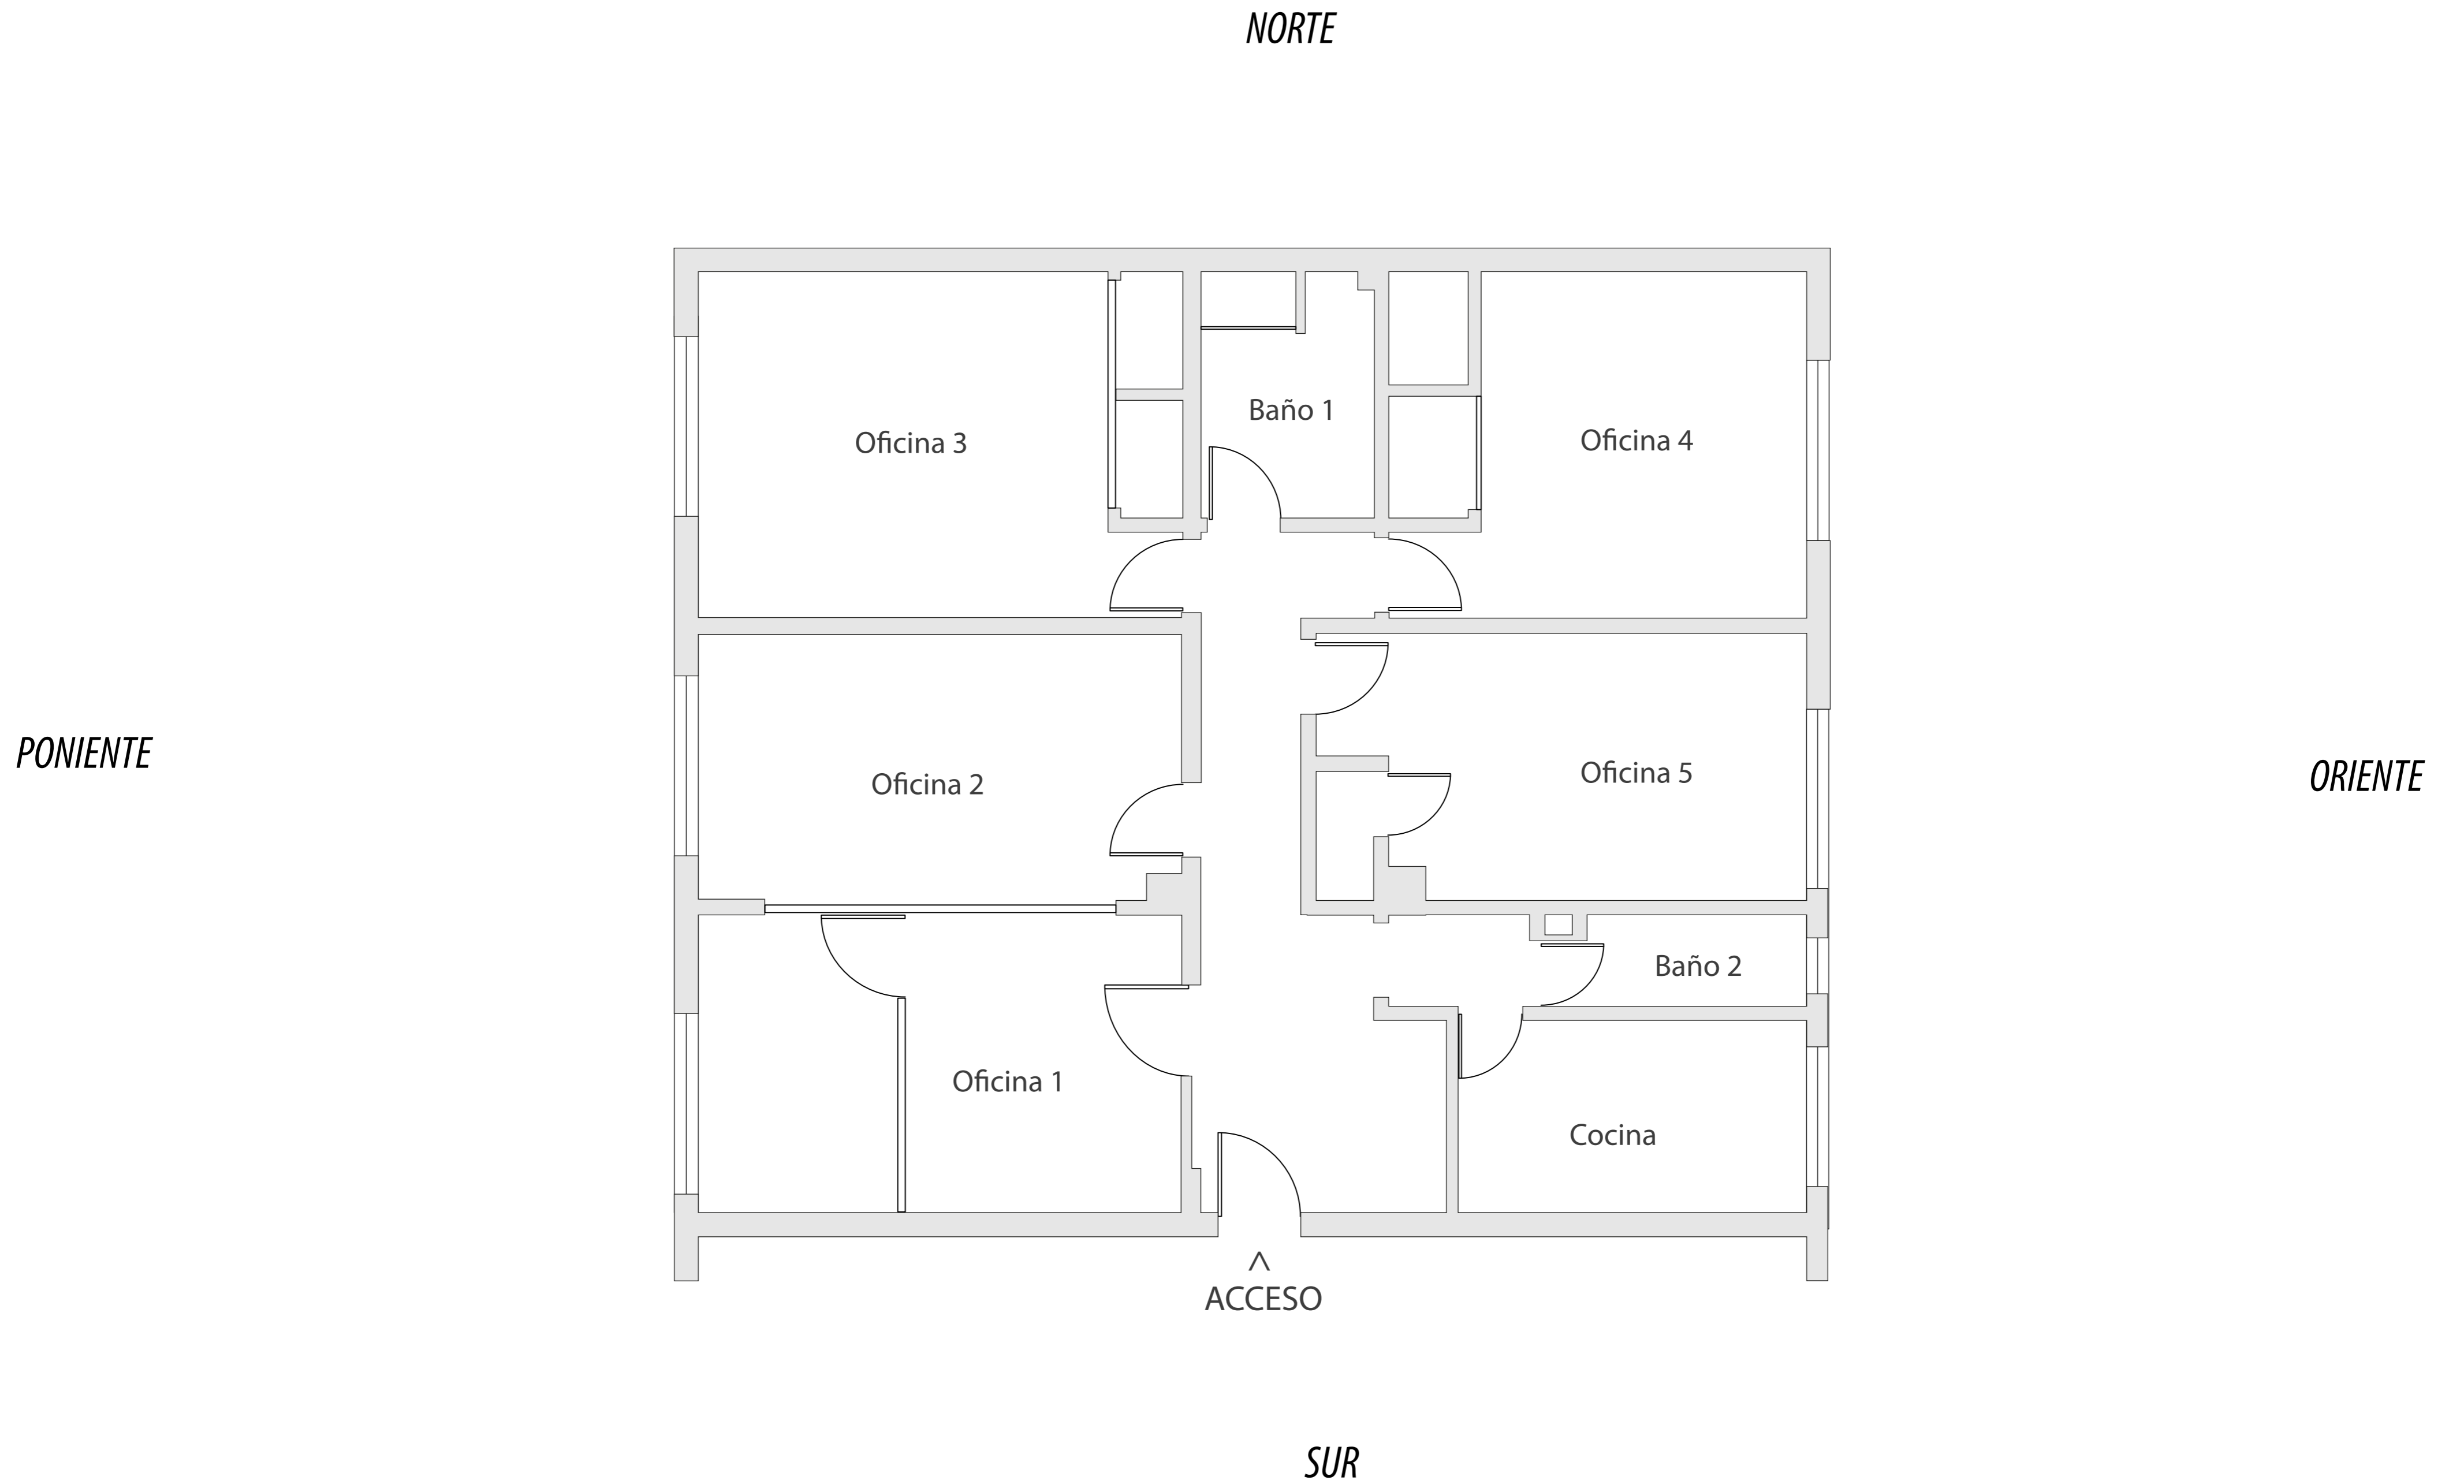 NORTE
Oficina 3
Baño 1
Oficina 4
PONIENTE
Oficina 2
Oficina 5
ORIENTE
Baño 2
Oficina 1
Cocina
^
ACCESO
SUR